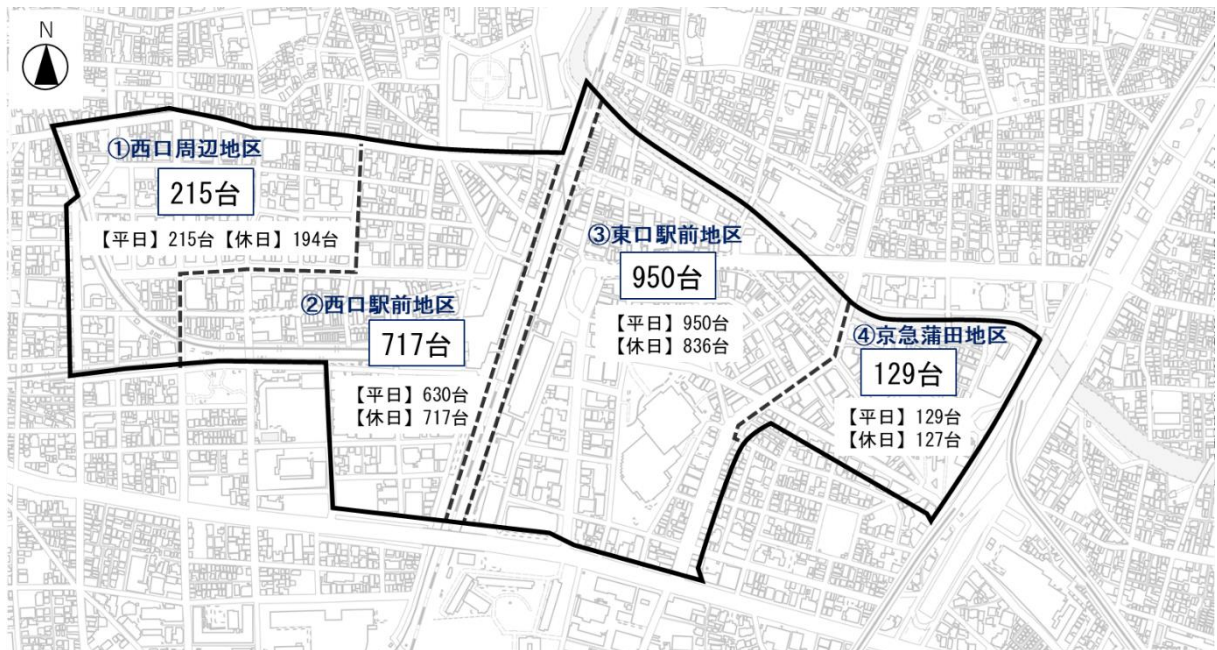 N
①西口周辺地区
215台
【平日】215台【休日】194台
②西口駅前地区
717台
【平日】630台
【休日】717台
③東口駅前地区
950台
【平日】950台
【休日】836台
④京急蒲田地区
129台
【平日】129台
【休日】127台